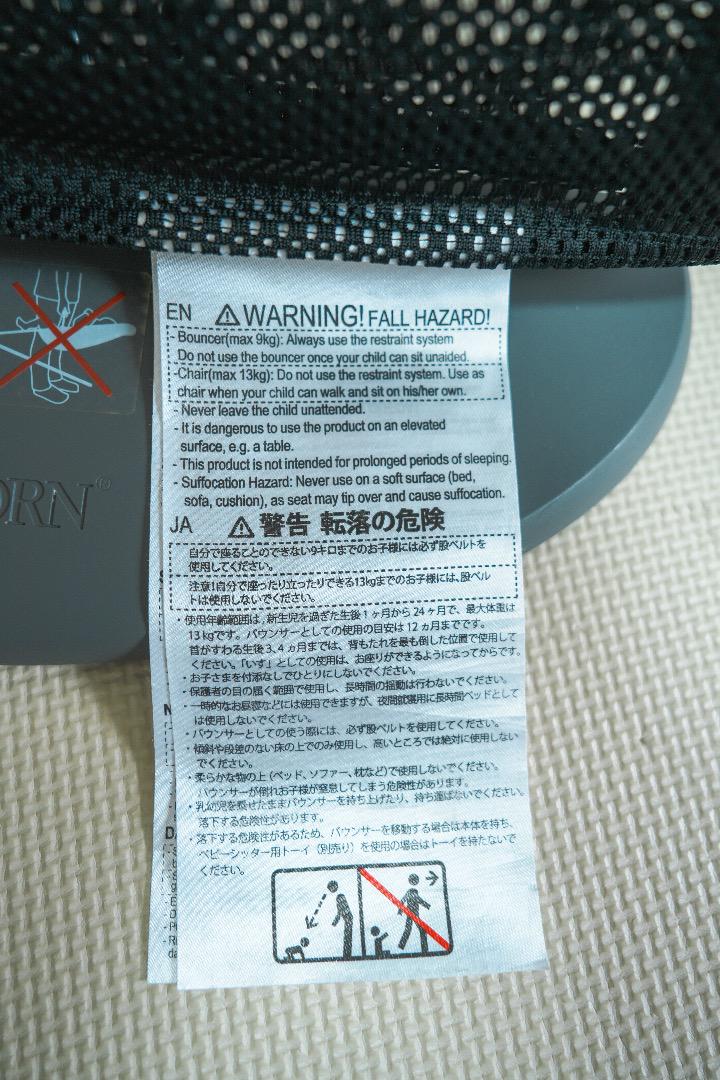 EN ⚠WARNING! FALL HAZARD!
- Bouncer(max 9kg): Always use the restraint system
Do not use the bouncer once your child can sit unaided.
-Chair(max 13kg): Do not use the restraint system. Use as
chair when your child can walk and sit on his/her own.
- Never leave the child unattended.
- It is dangerous to use the product on an elevated
surface, e.g. a table.
- This product is not intended for prolonged periods of sleeping.
- Suffocation Hazard: Never use on a soft surface (bed,
sofa, cushion), as seat may tip over and cause suffocation.
ORN®
JA ⚠警告 転落の危険
自分で座ることのできない9キロまでのお子様には必ず股ベルトを
使用してください。
注意!自分で座ったり立ったりできる13kgまでのお子様には、股ベル
トは使用しないでください。
・使用年齢範囲は、新生児を過ぎた生後1ヶ月から24ヶ月で、最大体重は
13kgです。バウンサーとしての使用の目安は12ヵ月までです。
首がすわる生後3、4ヵ月までは、背もたれを最も倒した位置で使用して
ください。「いす」としての使用は、お座りができるようになってからです。
・お子さまを付添なしでひとりにしないでください。
・保護者の目の届く範囲で使用し、長時間の揺動は行わないでください。
・一時的なお昼寝などには使用できますが、夜間就寝用に長時間ベッドとして
は使用しないでください。
・バウンサーとしての使う際には、必ず股ベルトを使用してください。
・傾斜や段差のない床の上でのみ使用し、高いところでは絶対に使用しない
でください。
・柔らかな物の上(ベッド、ソファー、枕など)で使用しないでください。
バウンサーが倒れお子様が窒息してしまう危険性があります。
・乳幼児を乗せたままバウンサーを持ち上げたり、持ち運ばないでください。
落下する危険性があります。
・落下する危険性があるため、バウンサーを移動する場合は本体を持ち、
ベビーシッター用トーイ(別売り)を使用の場合はトーイを持たないで
ください。